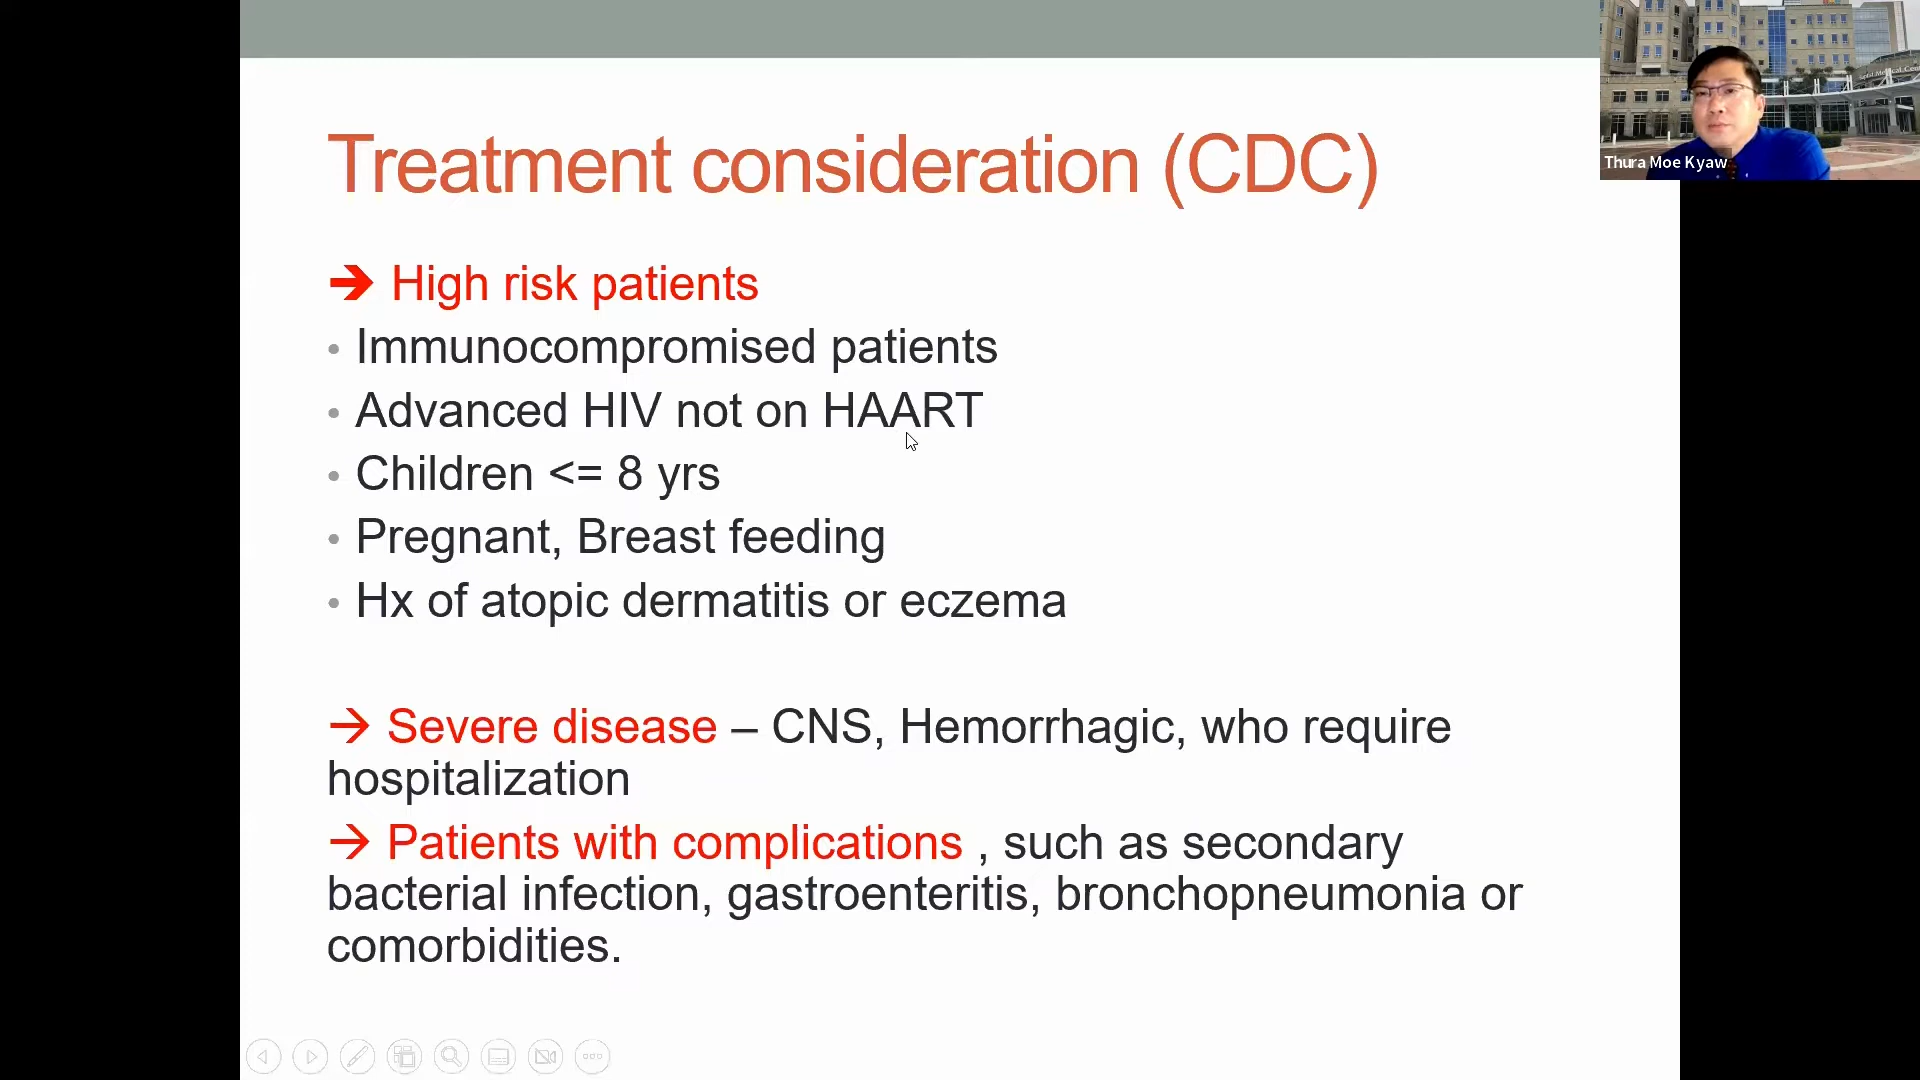 Treatment consideration (CDC)
→ High risk patients
• Immunocompromised patients
• Advanced HIV not on HAART
• Children <= 8 yrs
• Pregnant, Breast feeding
• Hx of atopic dermatitis or eczema
→ Severe disease – CNS, Hemorrhagic, who require
hospitalization
→ Patients with complications , such as secondary
bacterial infection, gastroenteritis, bronchopneumonia or
comorbidities.
Thura Moe Kyaw